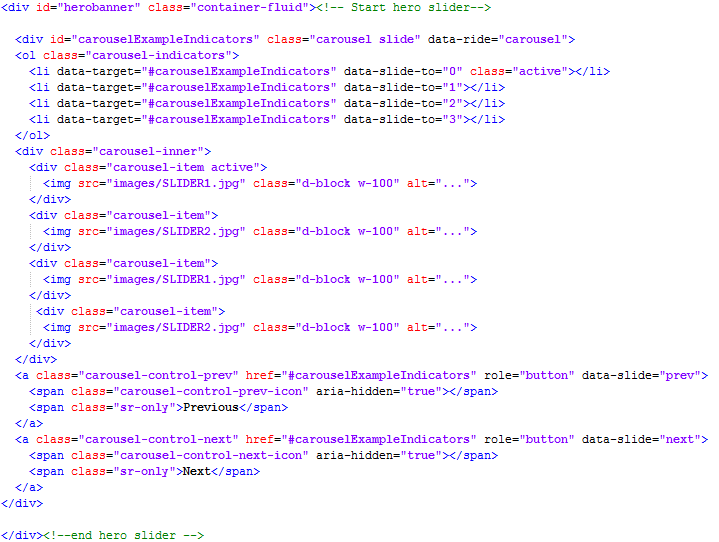 <div id="herobanner" class="container-fluid"><!-- Start hero slider-->
<div id="carouselExampleIndicators" class="carousel slide" data-ride="carousel">
<ol class="carousel-indicators">
<li data-target="#carouselExampleIndicators" data-slide-to="0" class="active"></li>
<li data-target="#carouselExampleIndicators" data-slide-to="1"></li>
<li data-target="#carouselExampleIndicators" data-slide-to="2"></li>
<li data-target="#carouselExampleIndicators" data-slide-to="3"></li>
</ol>
<div class="carousel-inner">
<div class="carousel-item active">
<img src="images/SLIDER1.jpg" class="d-block w-100" alt="...">
</div>
<div class="carousel-item">
<img src="images/SLIDER2.jpg" class="d-block w-100" alt="...">
</div>
<div class="carousel-item">
<img src="images/SLIDER1.jpg" class="d-block w-100" alt="...">
</div>
<div class="carousel-item">
<img src="images/SLIDER2.jpg" class="d-block w-100" alt="...">
</div>
</div>
<a class="carousel-control-prev" href="#carouselExampleIndicators" role="button" data-slide="prev">
<span class="carousel-control-prev-icon" aria-hidden="true"></span>
<span class="sr-only">Previous</span>
</a>
<a class="carousel-control-next" href="#carouselExampleIndicators" role="button" data-slide="next">
<span class="carousel-control-next-icon" aria-hidden="true"></span>
<span class="sr-only">Next</span>
</a>
</div>
</div><!--end hero slider -->